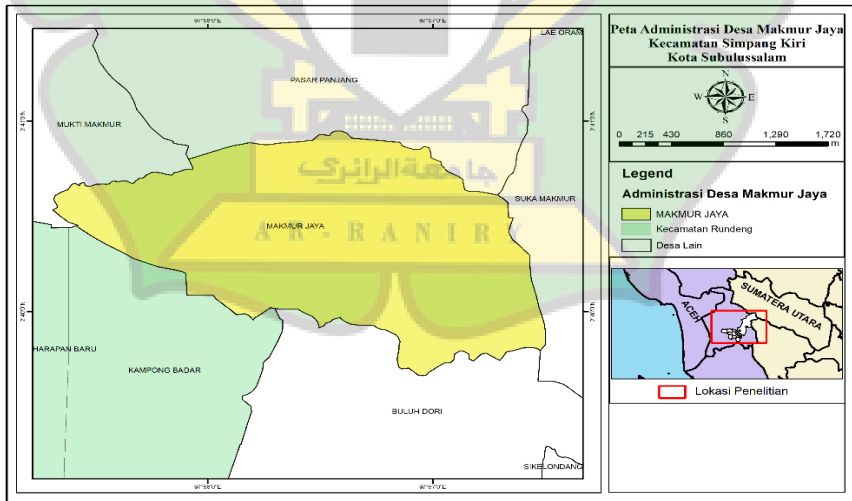 Peta Administrasi Desa Makmur Jaya
Kecamatan Simpang Kiri
Kota Subulussalam
N
W E
S
0 215 430 860 1,290 1,720
m
Legend
Administrasi Desa Makmur Jaya
MAKMUR JAYA
Kecamatan Rundeng
Desa Lain
ACEH
SUMATERA UTARA
Lokasi Penelitian
LAE ORAM
PASAR PANJANG
MUKTI MAKMUR
SUKA MAKMUR
MAKMUR JAYA
HARAPAN BARU
KAMPONG BADAR
BULUH DORI
SIKELONDANG
جامعة الرانري
AR - RANIRY